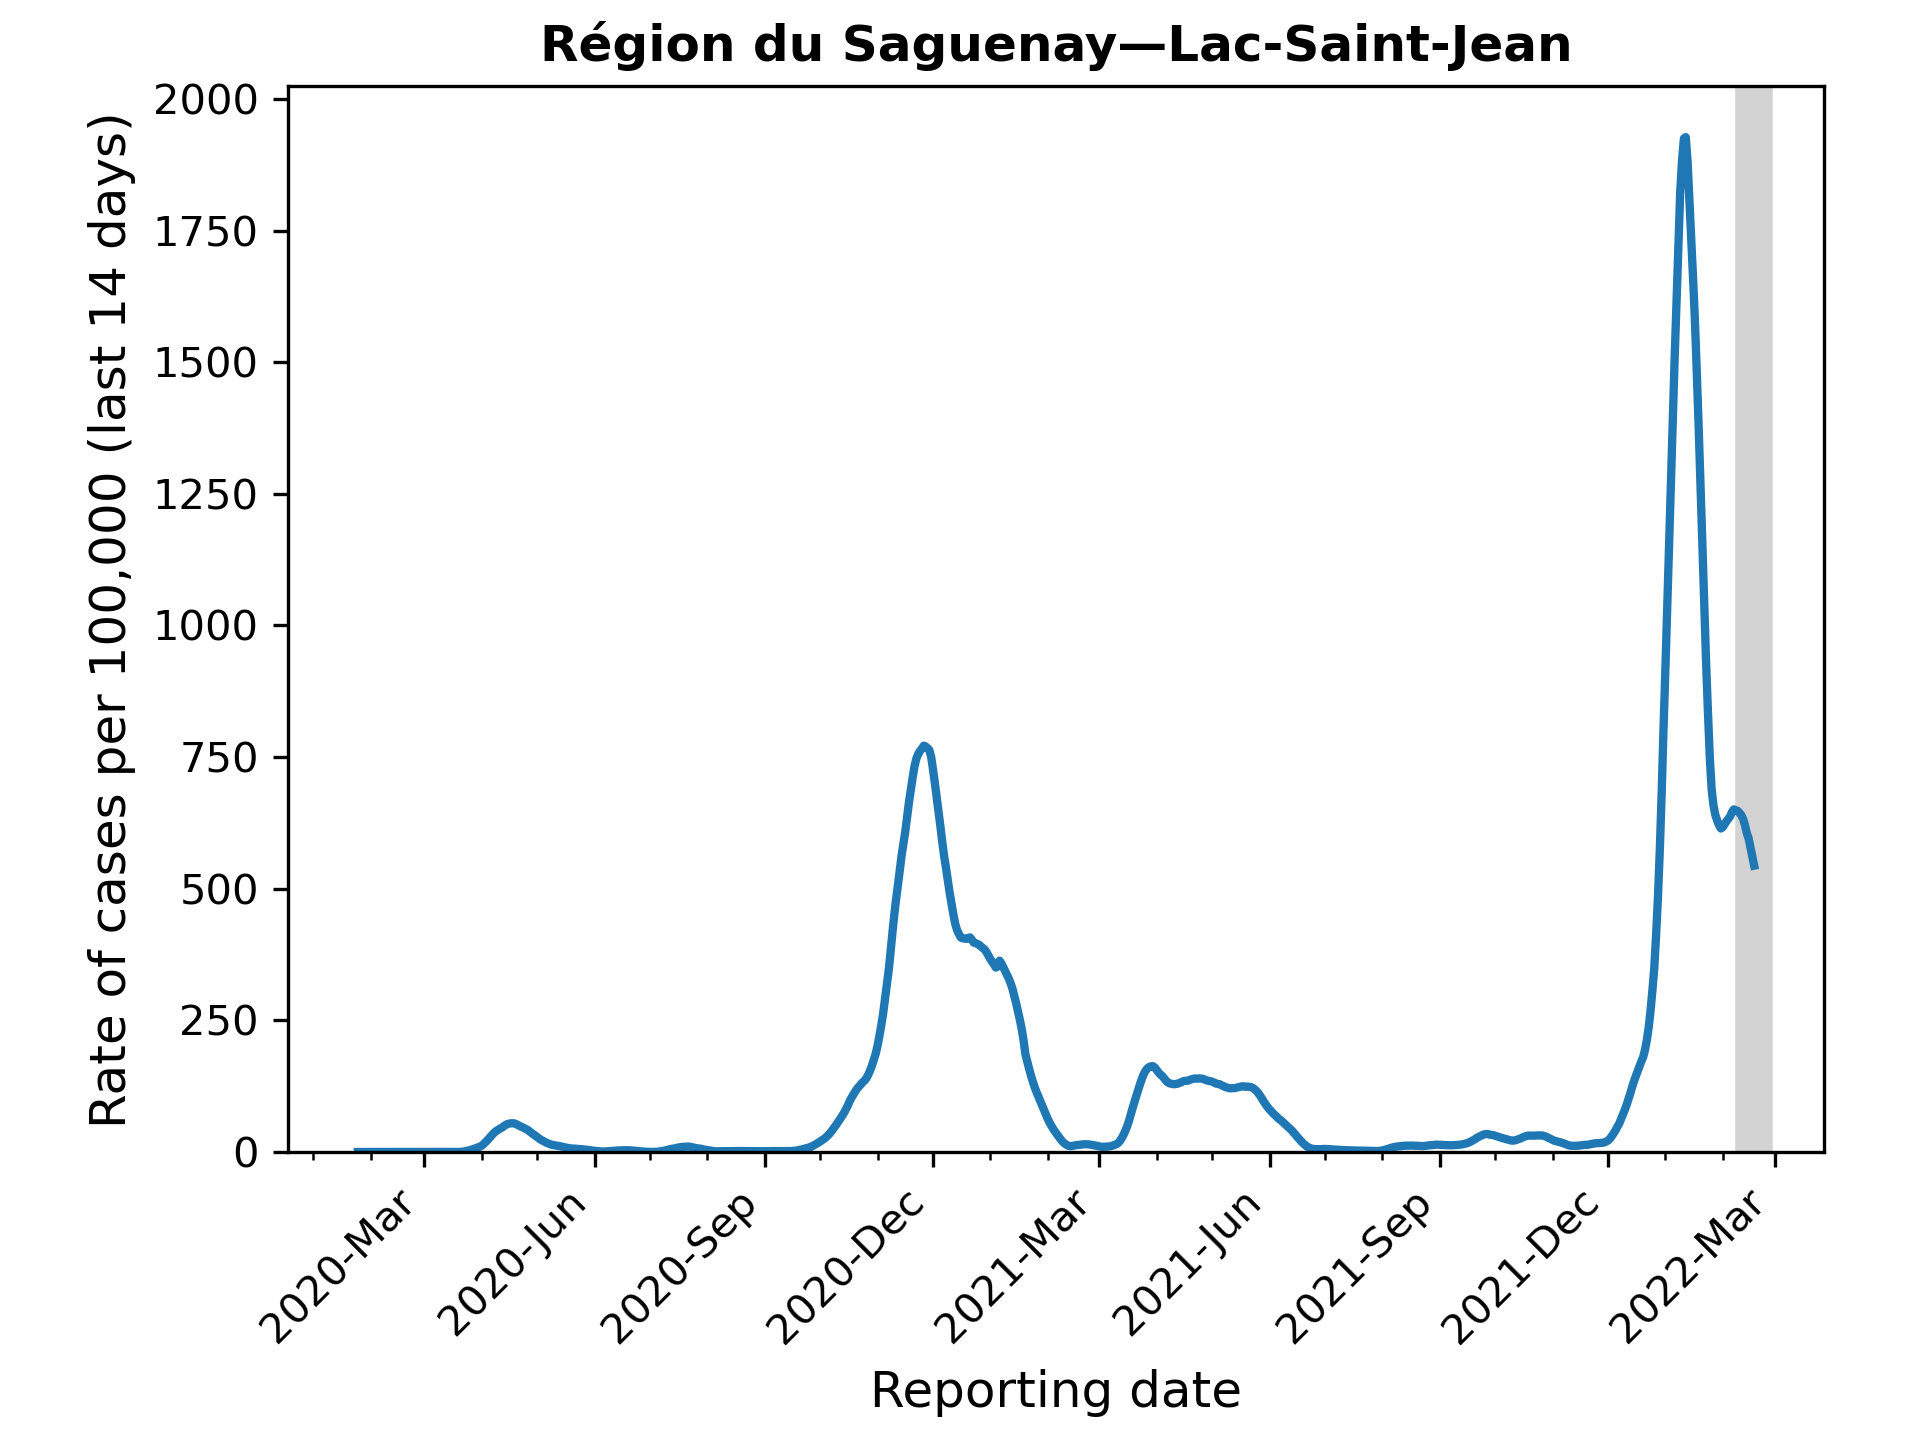 Région du Saguenay—Lac-Saint-Jean
Rate of cases per 100,000 (last 14 days)
2000
1750
1500
1250
1000
750
500
250
0
2020-Mar
2020-Jun
2020-Sep
2020-Dec
2021-Mar
2021-Jun
2021-Sep
2021-Dec
2022-Mar
Reporting date